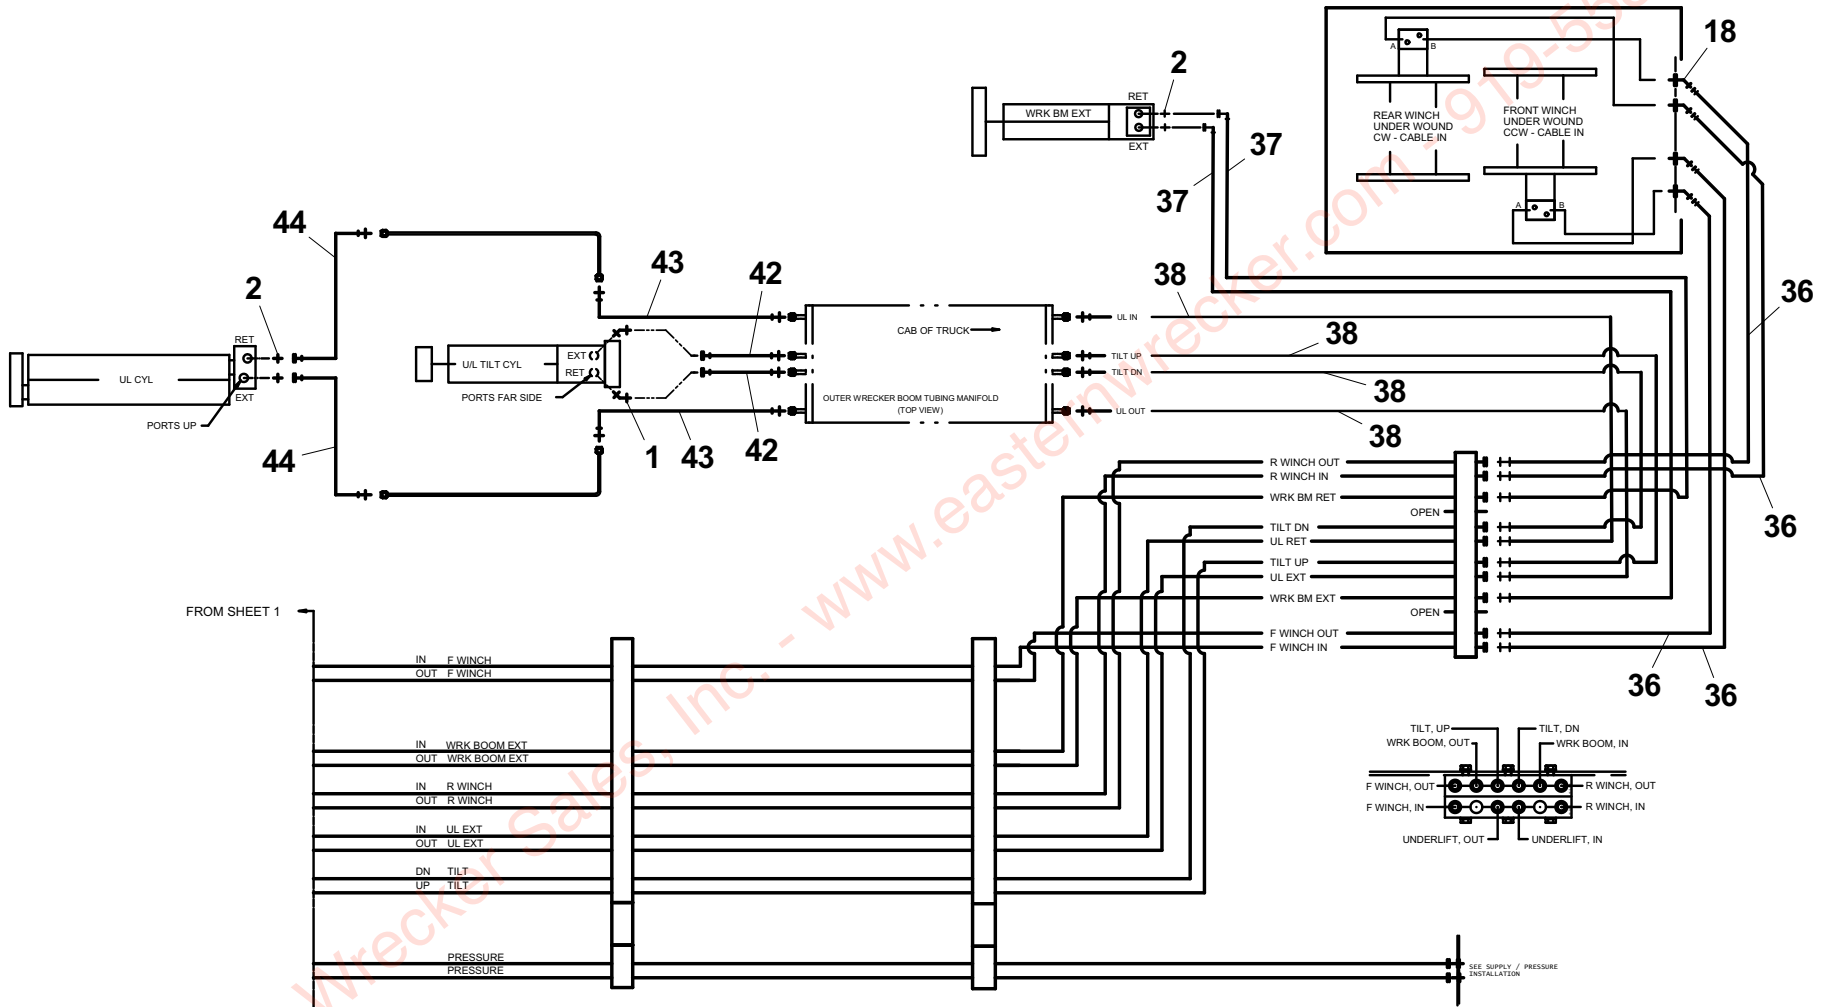 18
2
RET
WRK BM EXT
EXT
37
37
A
B
REAR WINCH
UNDER WOUND
CW - CABLE IN
FRONT WINCH
UNDER WOUND
CCW - CABLE IN
A
B
44
2
RET
UL CYL
EXT
PORTS UP
44
43
42
EXT
U/L TILT CYL
RET
PORTS FAR SIDE
1
43
42
CAB OF TRUCK
OUTER WRECKER BOOM TUBING MANIFOLD
(TOP VIEW)
38
UL IN
38
TILT UP
TILT DN
38
UL OUT
38
36
36
R WINCH OUT
R WINCH IN
WRK BM RET
OPEN
TILT DN
UL RET
TILT UP
UL EXT
WRK BM EXT
OPEN
F WINCH OUT
F WINCH IN
36
36
FROM SHEET 1
IN F WINCH
OUT F WINCH
IN WRK BOOM EXT
OUT WRK BOOM EXT
IN R WINCH
OUT R WINCH
IN UL EXT
OUT UL EXT
DN TILT
UP TILT
PRESSURE
PRESSURE
TILT, UP
TILT, DN
WRK BOOM, OUT
WRK BOOM, IN
F WINCH, OUT
R WINCH, OUT
F WINCH, IN
R WINCH, IN
UNDERLIFT, OUT
UNDERLIFT, IN
SEE SUPPLY / PRESSURE
INSTALLATION
Wrecker Sales, Inc. - www.easternwrecker.com - 919-55